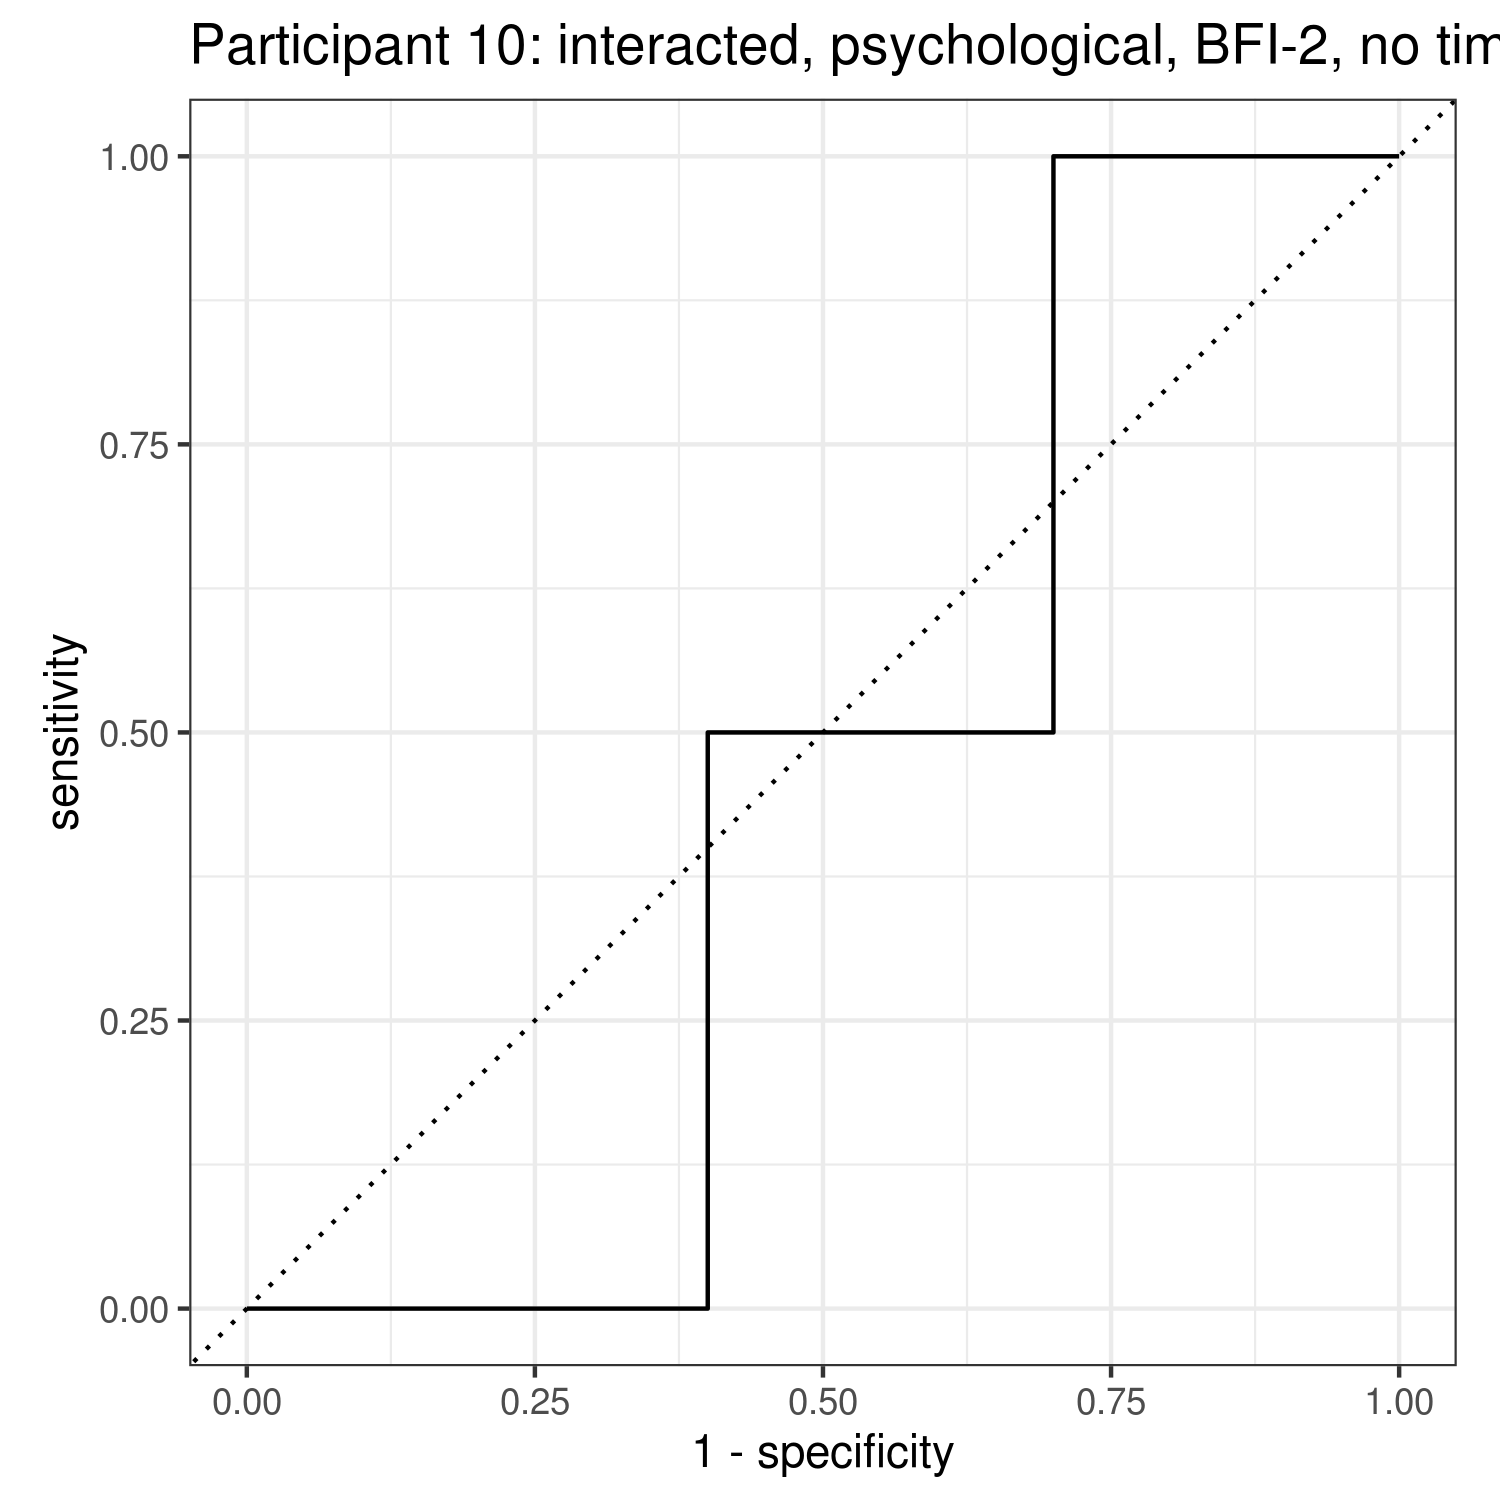 Participant 10: interacted, psychological, BFI-2, no tim
1.00
0.75
0.50
0.25
0.00
sensitivity
0.00 0.25 0.50 0.75 1.00
1 - specificity